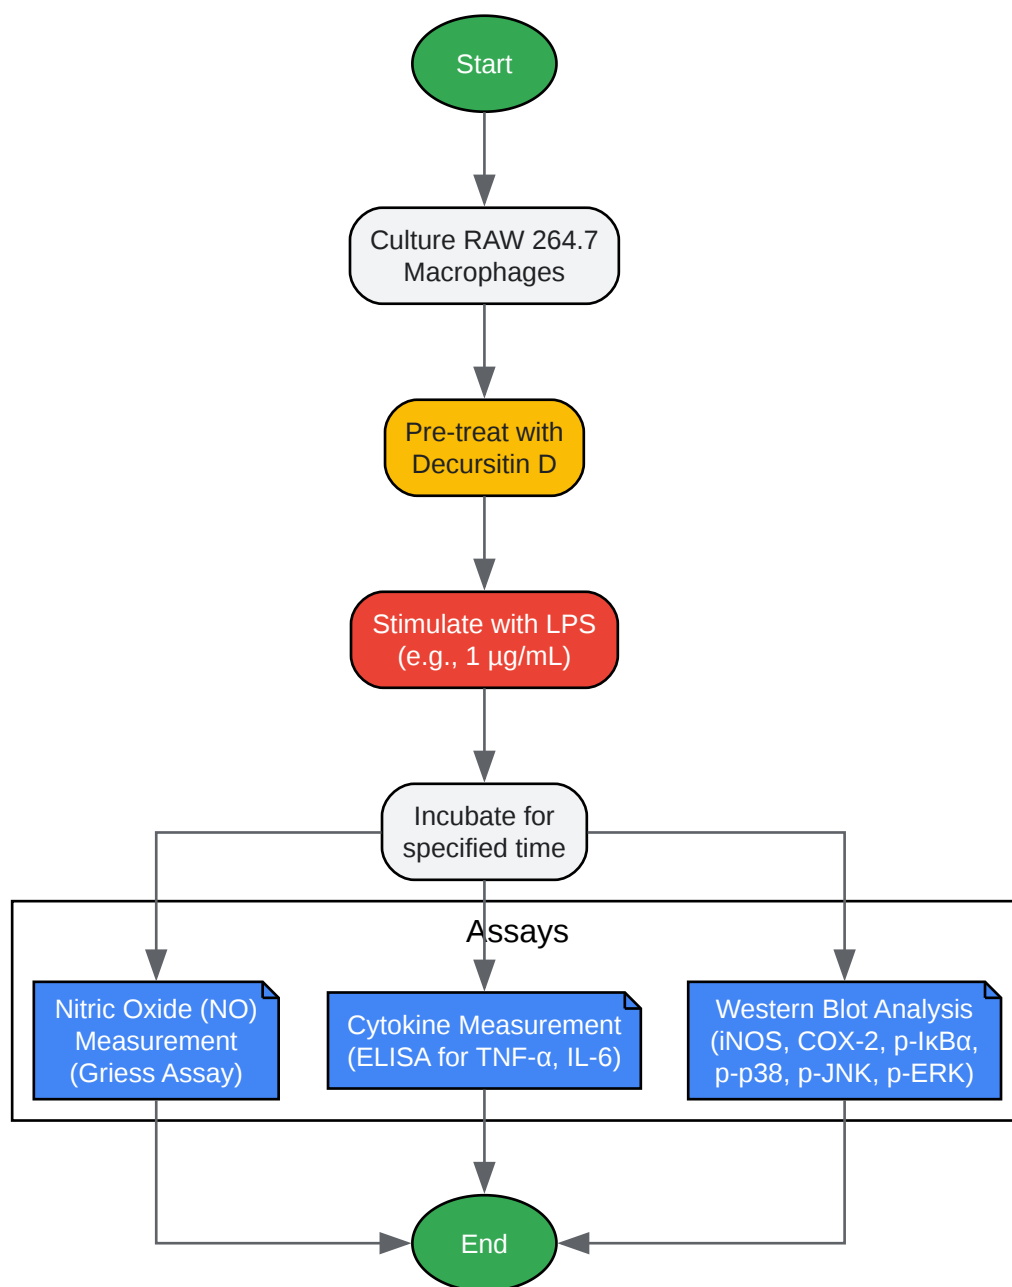 Start
Culture RAW 264.7
Macrophages
Pre-treat with
Decursitin D
Stimulate with LPS
(e.g., 1 µg/mL)
Incubate for
specified time
Assays
Nitric Oxide (NO)
Measurement
(Griess Assay)
Cytokine Measurement
(ELISA for TNF-α, IL-6)
Western Blot Analysis
(iNOS, COX-2, p-IκBα,
p-p38, p-JNK, p-ERK)
End